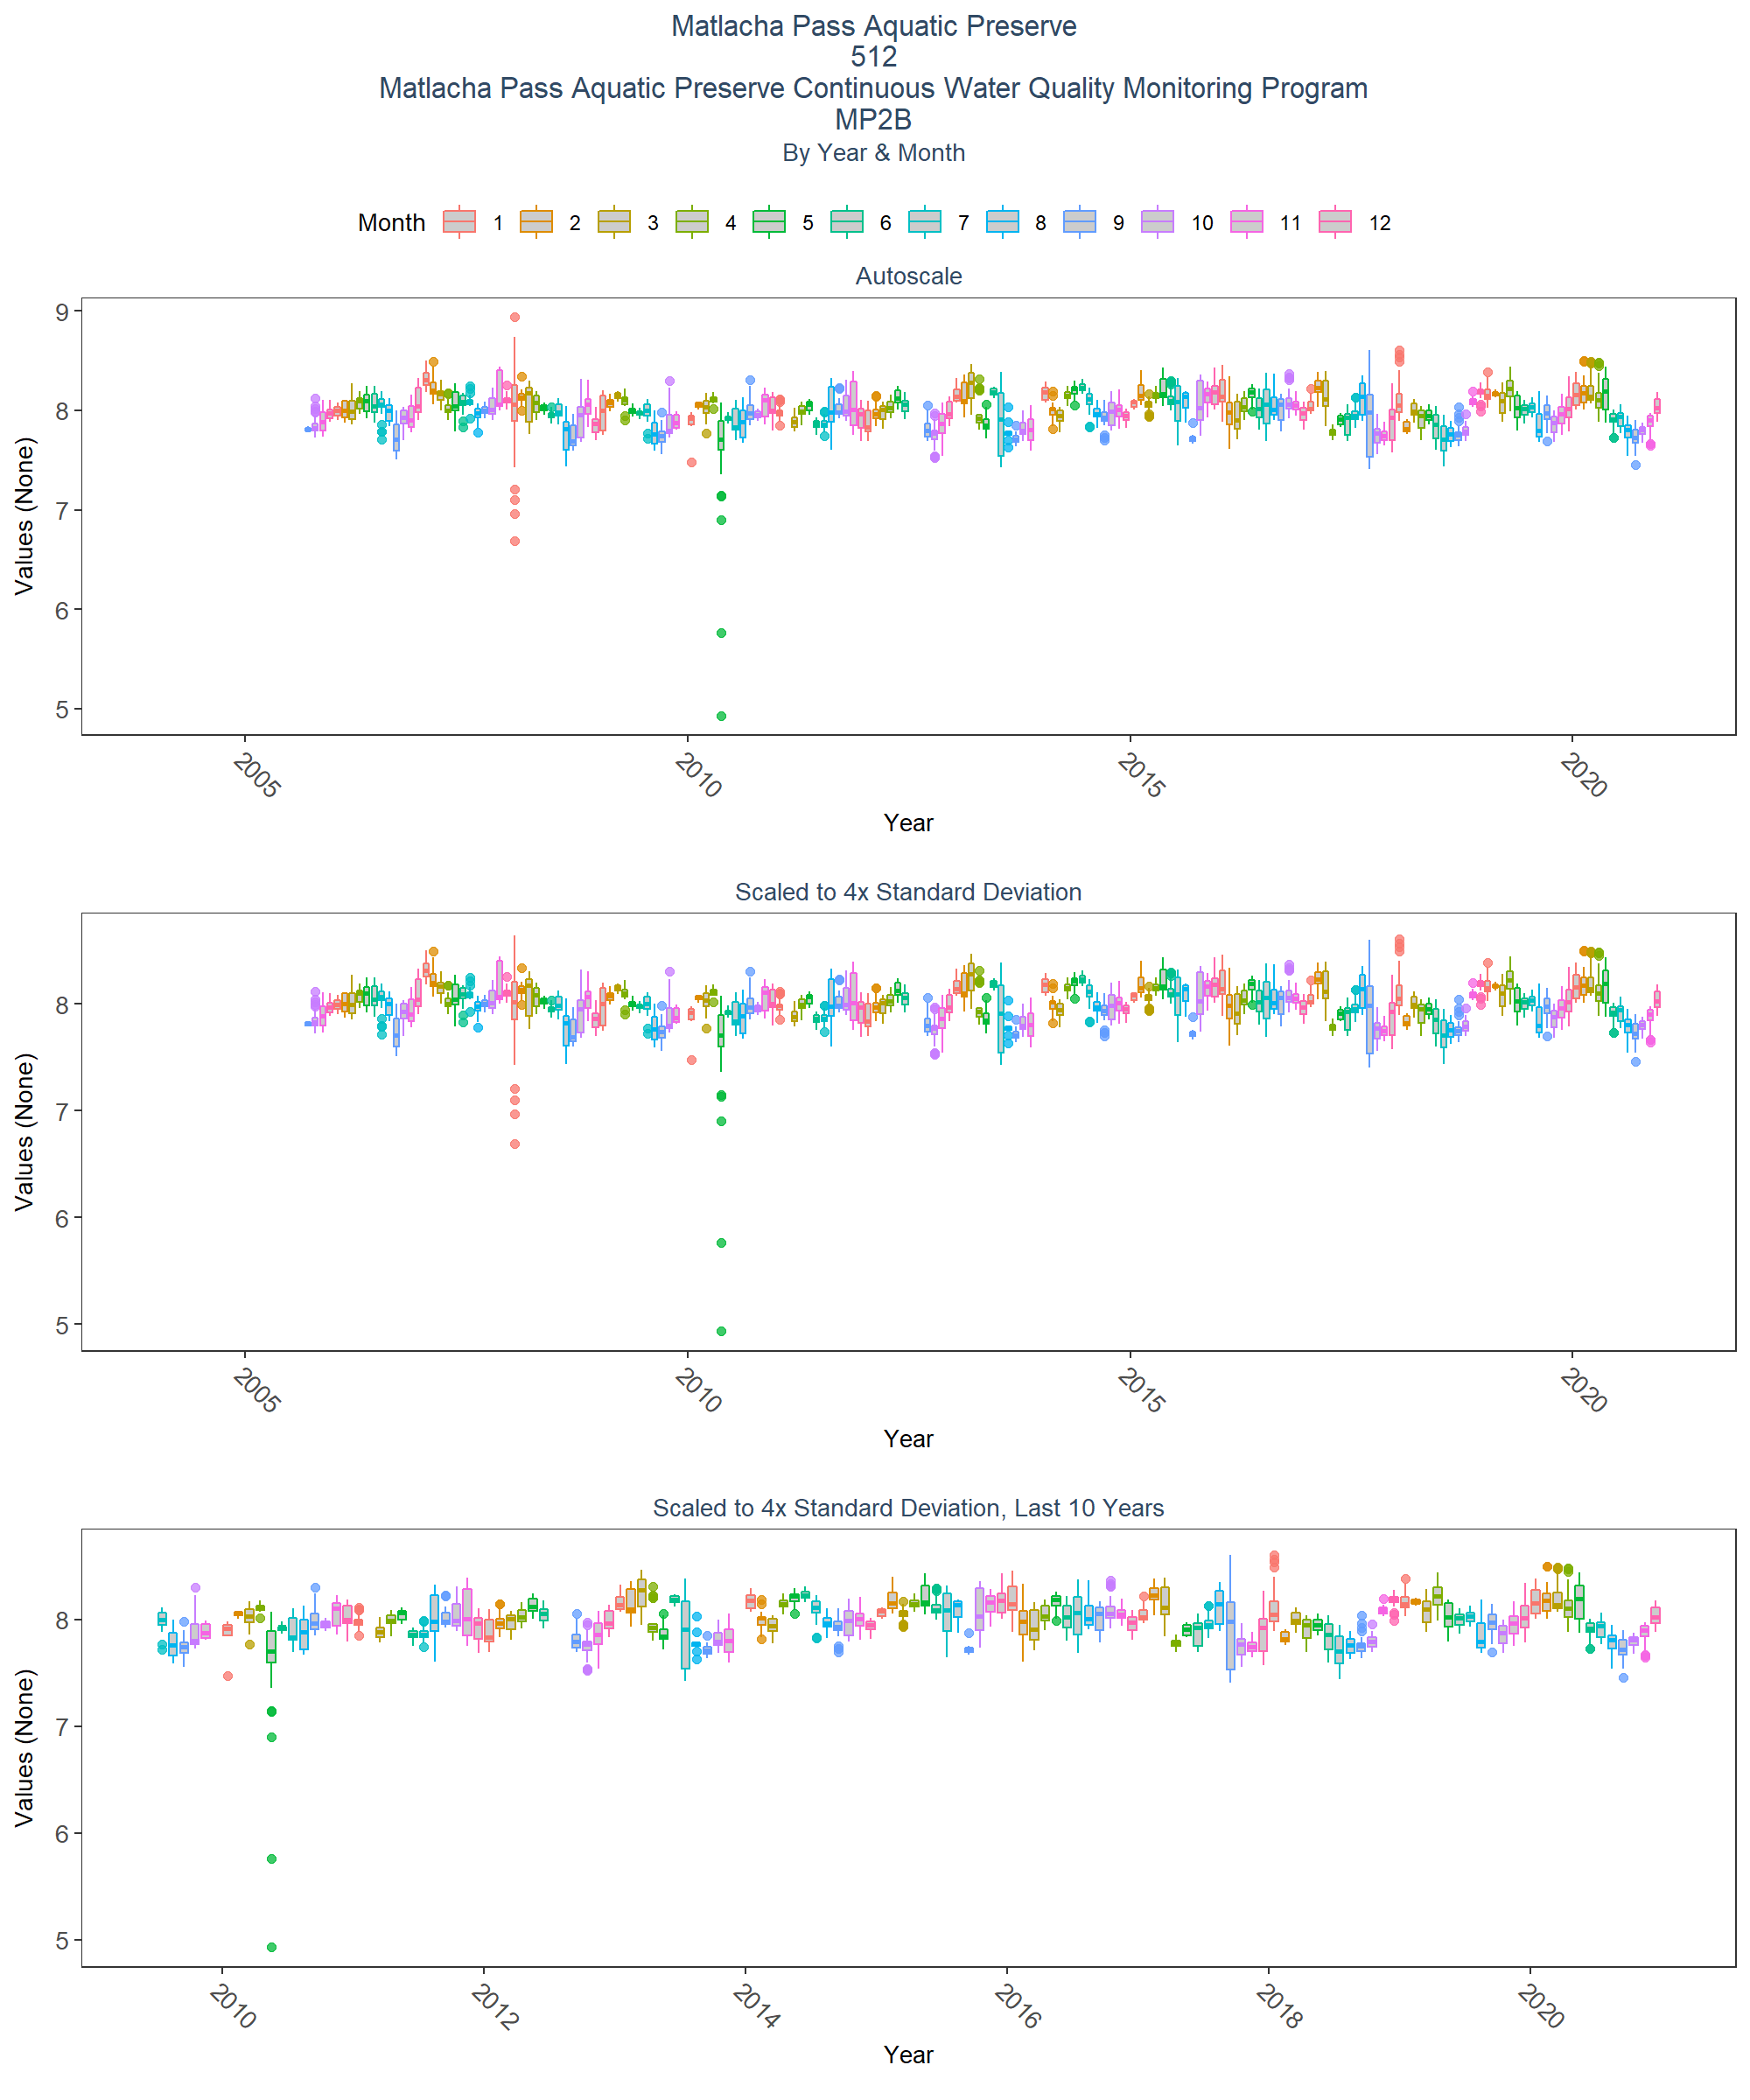 Matlacha Pass Aquatic Preserve
512
Matlacha Pass Aquatic Preserve Continuous Water Quality Monitoring Program
MP2B
By Year & Month
Month 1 2 3 4 5 6 7 8 9 10 11 12
Autoscale
Values (None)
9
8
7
6
5
2005 2010 2015 2020
Year
Scaled to 4x Standard Deviation
Values (None)
8
7
6
5
2005 2010 2015 2020
Year
Scaled to 4x Standard Deviation, Last 10 Years
Values (None)
8
7
6
5
2010 2012 2014 2016 2018 2020
Year